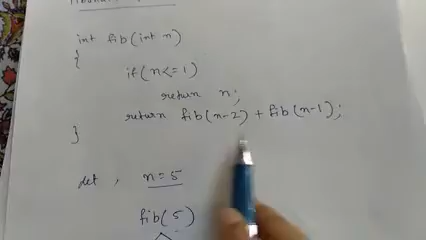 int fib(int n)
{
if(n<=1)
return n;
return fib(n-2)+fib(n-1);
}
let, n=5
fib(5)